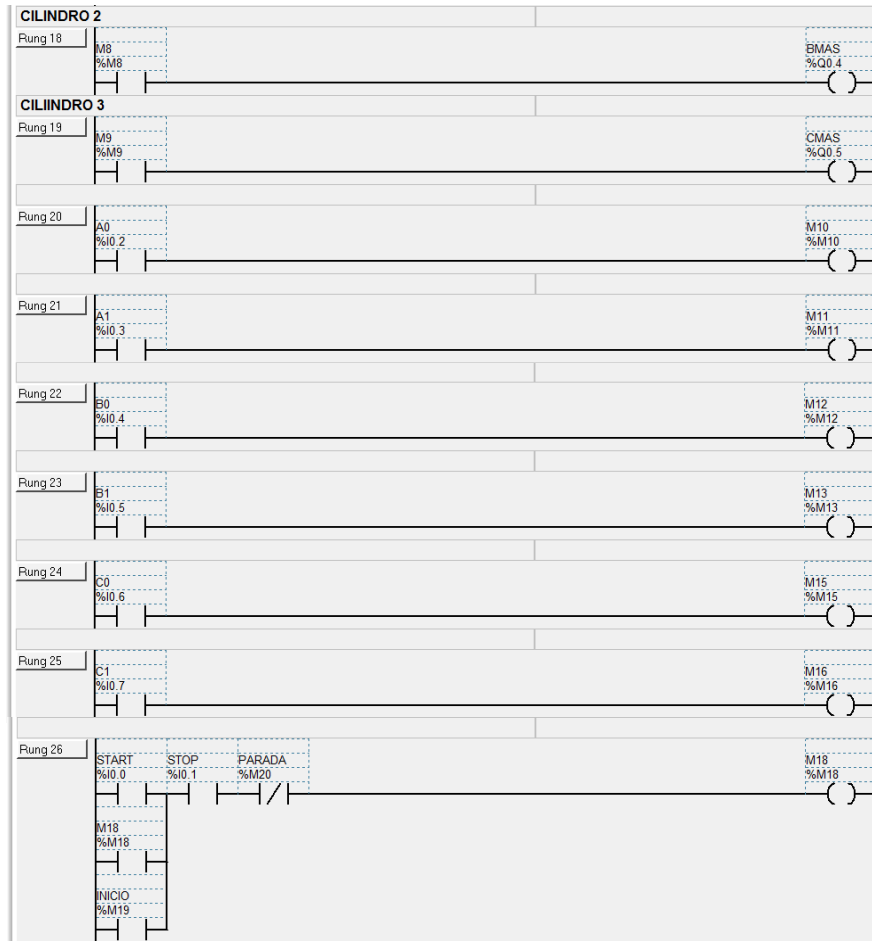 CILINDRO 2
Rung 18
M8
%M8
BMAS
%Q0.4
CILIINDRO 3
Rung 19
M9
%M9
CMAS
%Q0.5
Rung 20
A0
%I0.2
M10
%M10
Rung 21
A1
%I0.3
M11
%M11
Rung 22
B0
%I0.4
M12
%M12
Rung 23
B1
%I0.5
M13
%M13
Rung 24
C0
%I0.6
M15
%M15
Rung 25
C1
%I0.7
M16
%M16
Rung 26
START STOP PARADA M18
%I0.0 %I0.1 %M20 %M18
M18
%M18
INICIO
%M19